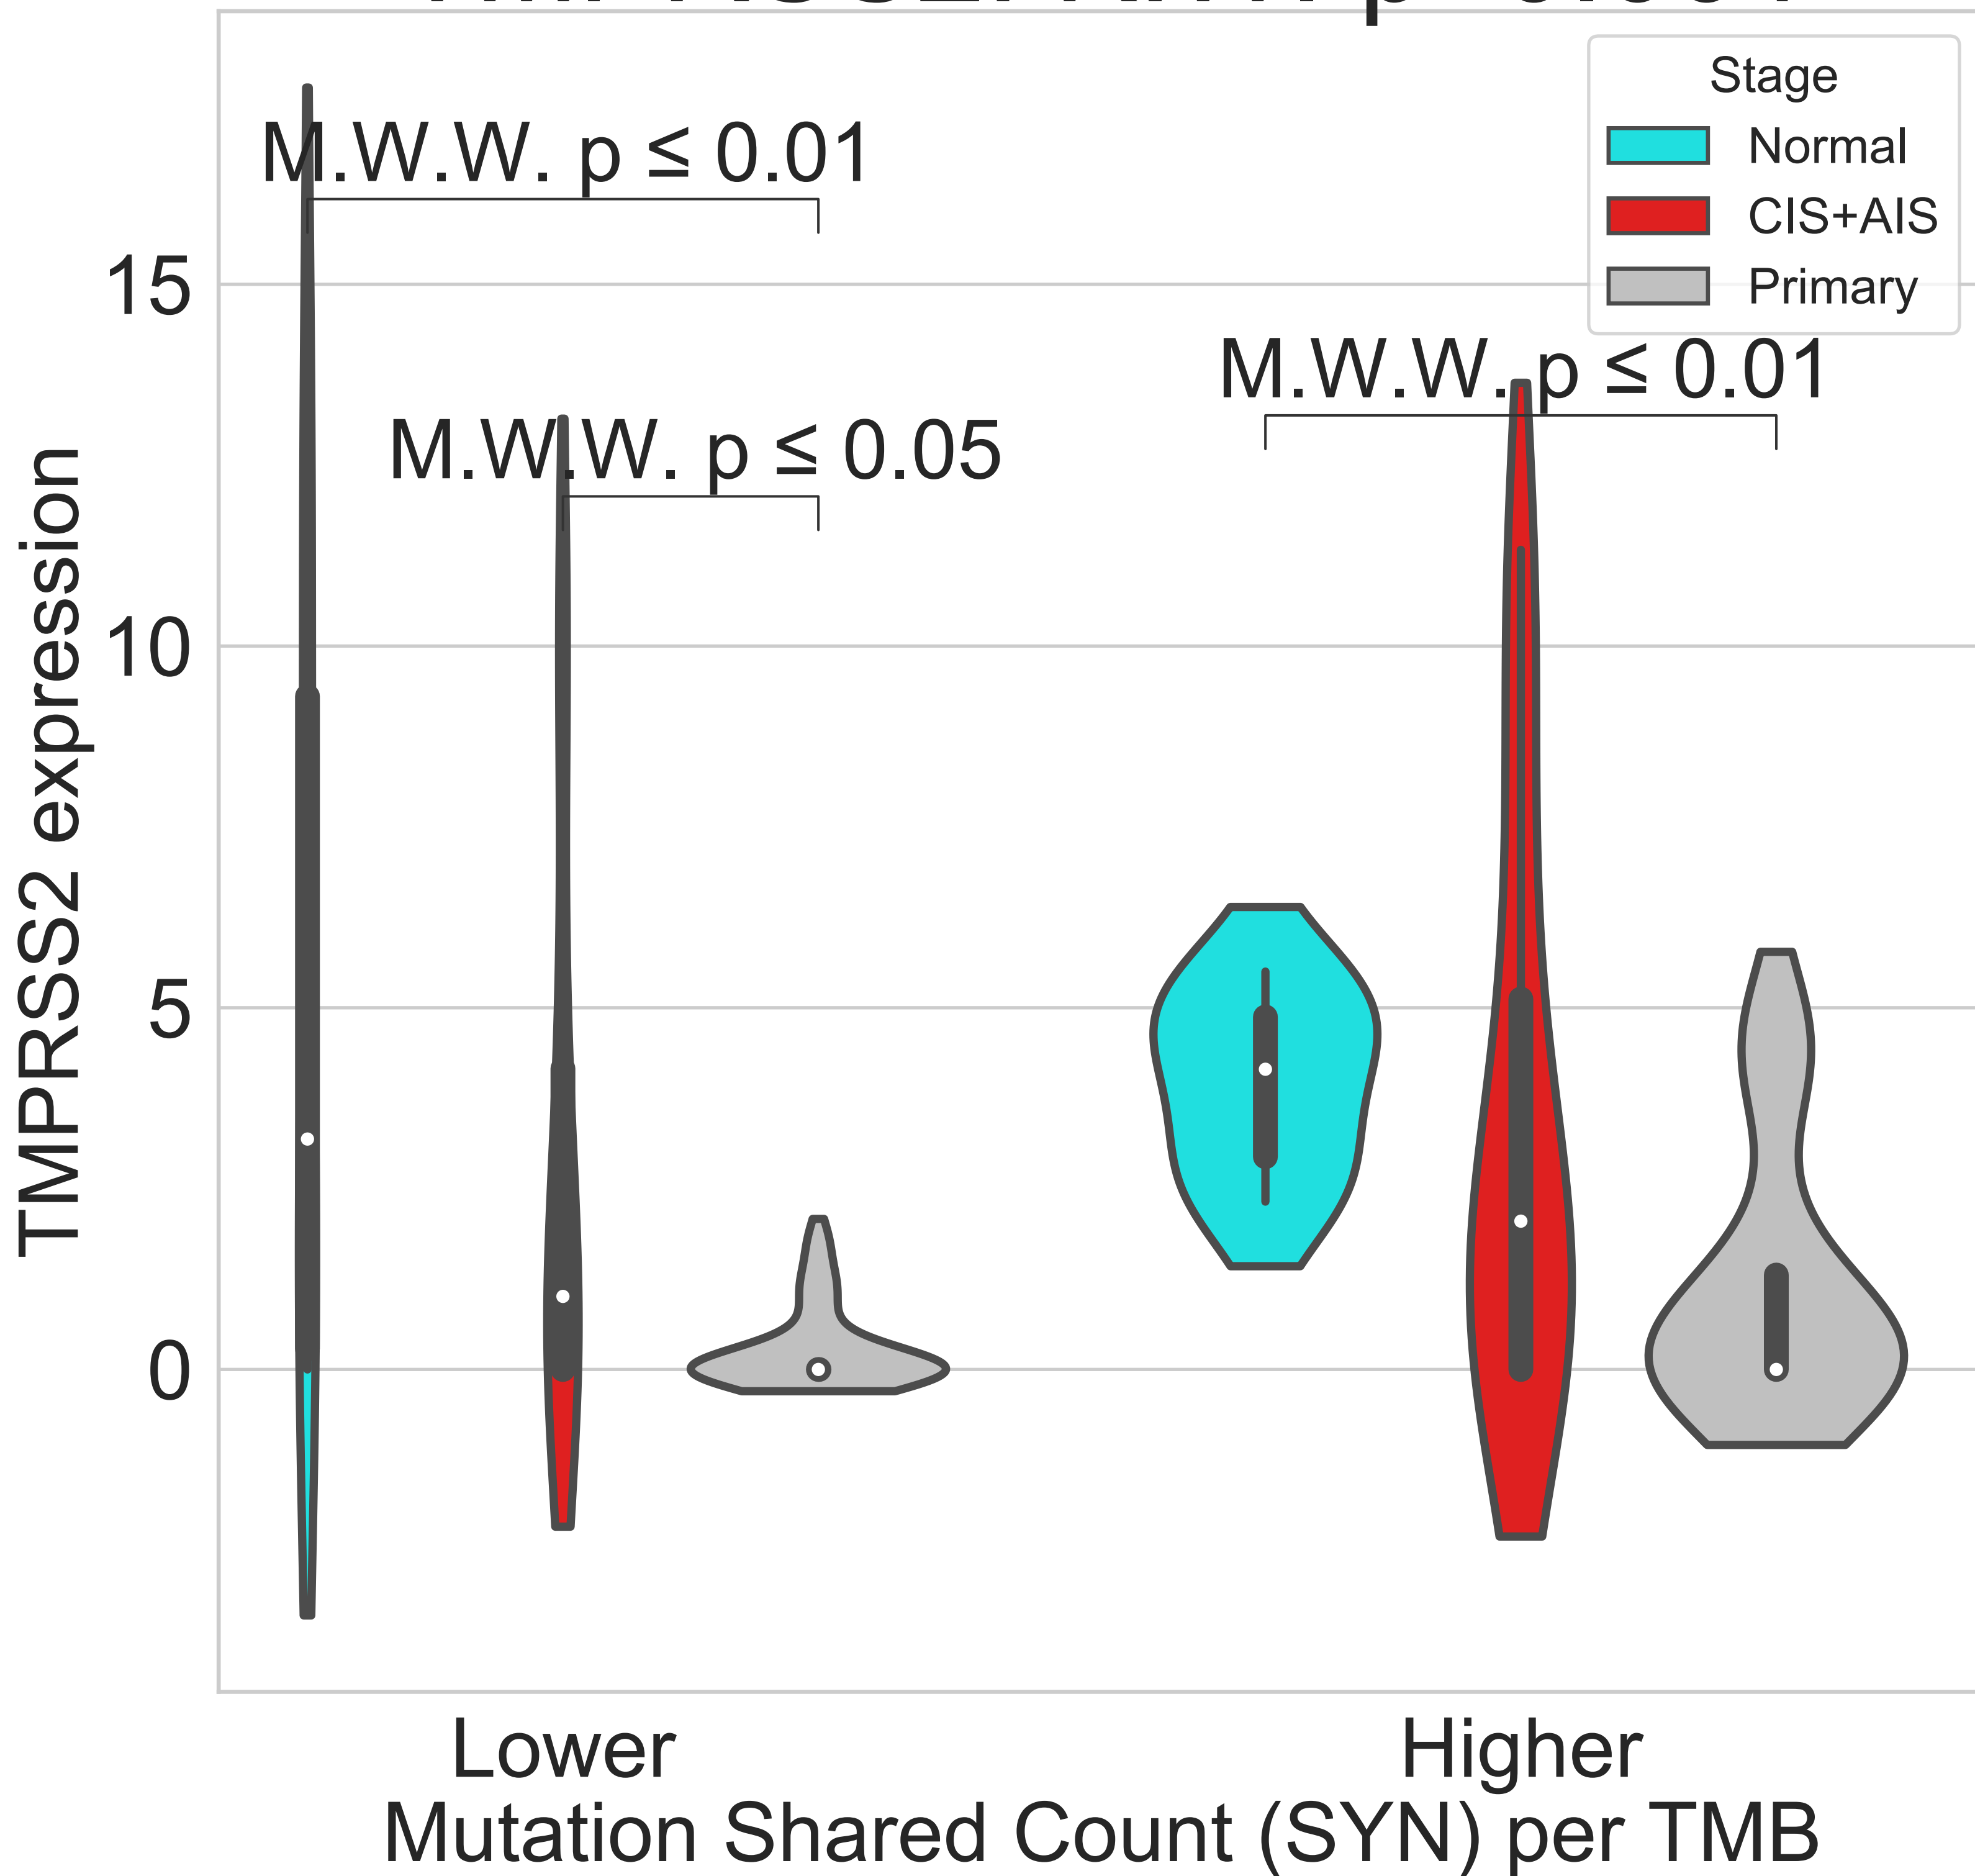 Stage
Normal
CIS+AIS
Primary
M.W.W. p ≤ 0.01
M.W.W. p ≤ 0.05
M.W.W. p ≤ 0.01
15
10
5
0
TMPRSS2 expression
Lower
Higher
Mutation Shared Count (SYN) per TMB